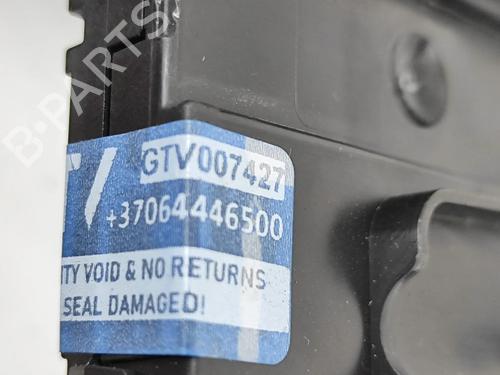 B-PARTS
GTV007427
+37064446500
TY VOID & NO RETURNS
SEAL DAMAGED!